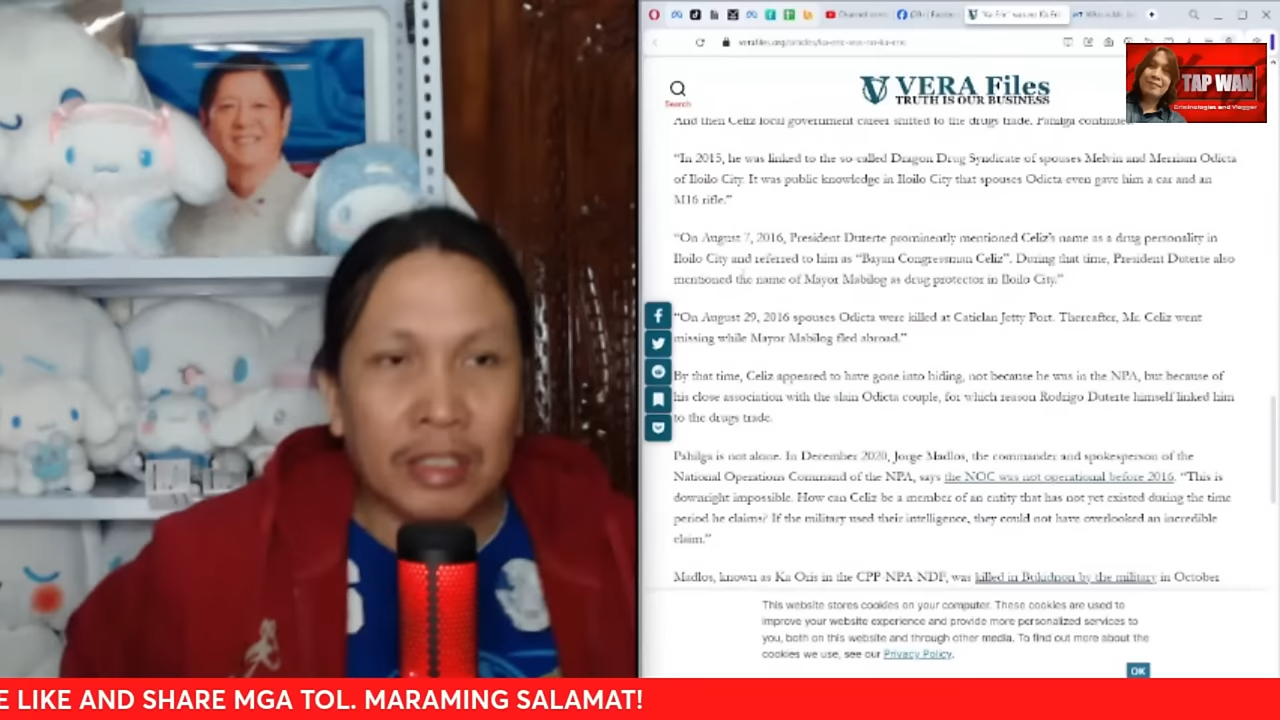 verafiles.org/articles/ka-eric-was-no-ka-eric
VERA Files
TRUTH IS OUR BUSINESS
Search
TAP WAN
Criminologist and Vlogger
And then Celiz local government career shifted to the drugs trade. Pahilga
“In 2015, he was linked to the so-called Dragon Drug Syndicate of spouses Melvin and Merriam Odicta
of Iloilo City. It was public knowledge in Iloilo City that spouses Odicta even gave him a car and an
M16 rifle.”
“On August 7, 2016, President Duterte prominently mentioned Celiz’s name as a drug personality in
Iloilo City and referred to him as “Bayan Congressman Celiz”. During that time, President Duterte also
mentioned the name of Mayor Mabilog as drug protector in Iloilo City.”
“On August 29, 2016 spouses Odicta were killed at Caticlan Jetty Port. Thereafter, Mr. Celiz went
missing while Mayor Mabilog fled abroad.”
By that time, Celiz appeared to have gone into hiding, not because he was in the NPA, but because of
his close association with the slain Odicta couple, for which reason Rodrigo Duterte himself linked him
to the drugs trade.
Pahilga is not alone. In December 2020, Jorge Madlos, the commander and spokesperson of the
National Operations Command of the NPA, says the NOC was not operational before 2016. “This is
downright impossible. How can Celiz be a member of an entity that has not yet existed during the time
period he claims? If the military used their intelligence, they could not have overlooked an incredible
claim.”
Madlos, known as Ka Oris in the CPP-NPA-NDF, was killed in Bukidnon by the military in October
This website stores cookies on your computer. These cookies are used to
improve your website experience and provide more personalized services to
you, both on this website and through other media. To find out more about the
cookies we use, see our Privacy Policy.
OK
E LIKE AND SHARE MGA TOL. MARAMING SALAMAT!